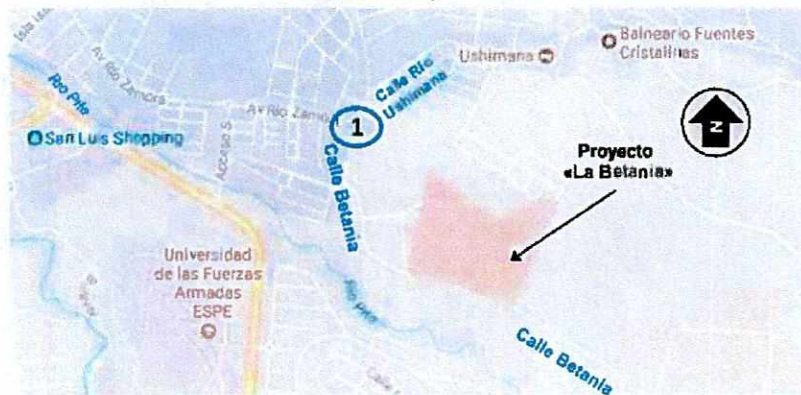 Balneario Fuentes
Cristalinas
Ushimana
Calle Río
Ushimana
Av Río Zamora
Río Pita
Av Río Zamora
1
N
San Luis Shopping
Acceso S
Calle Betania
Proyecto
«La Betania»
Universidad
de las Fuerzas
Armadas
ESPE
Río Pita
Calle Betania